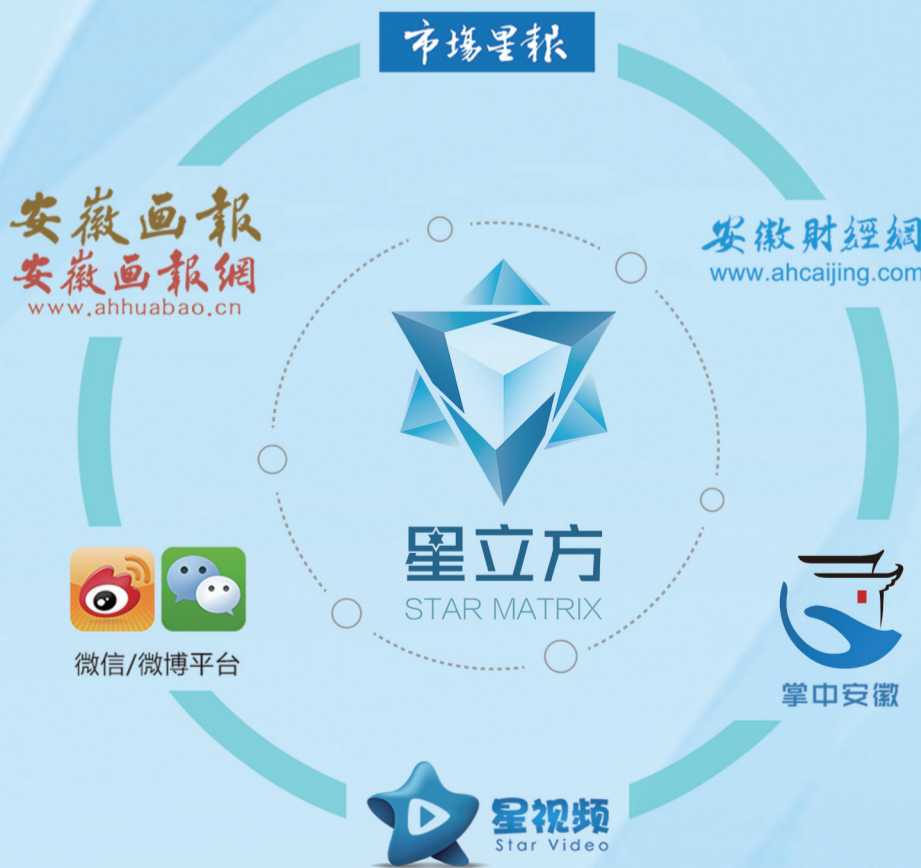 市場星報
安徽画報
安徽画報網
www.ahhuabao.cn
安徽財經網
www.ahcaijing.com
星立方
STAR MATRIX
微信/微博平台
掌中安徽
星视频
Star Video